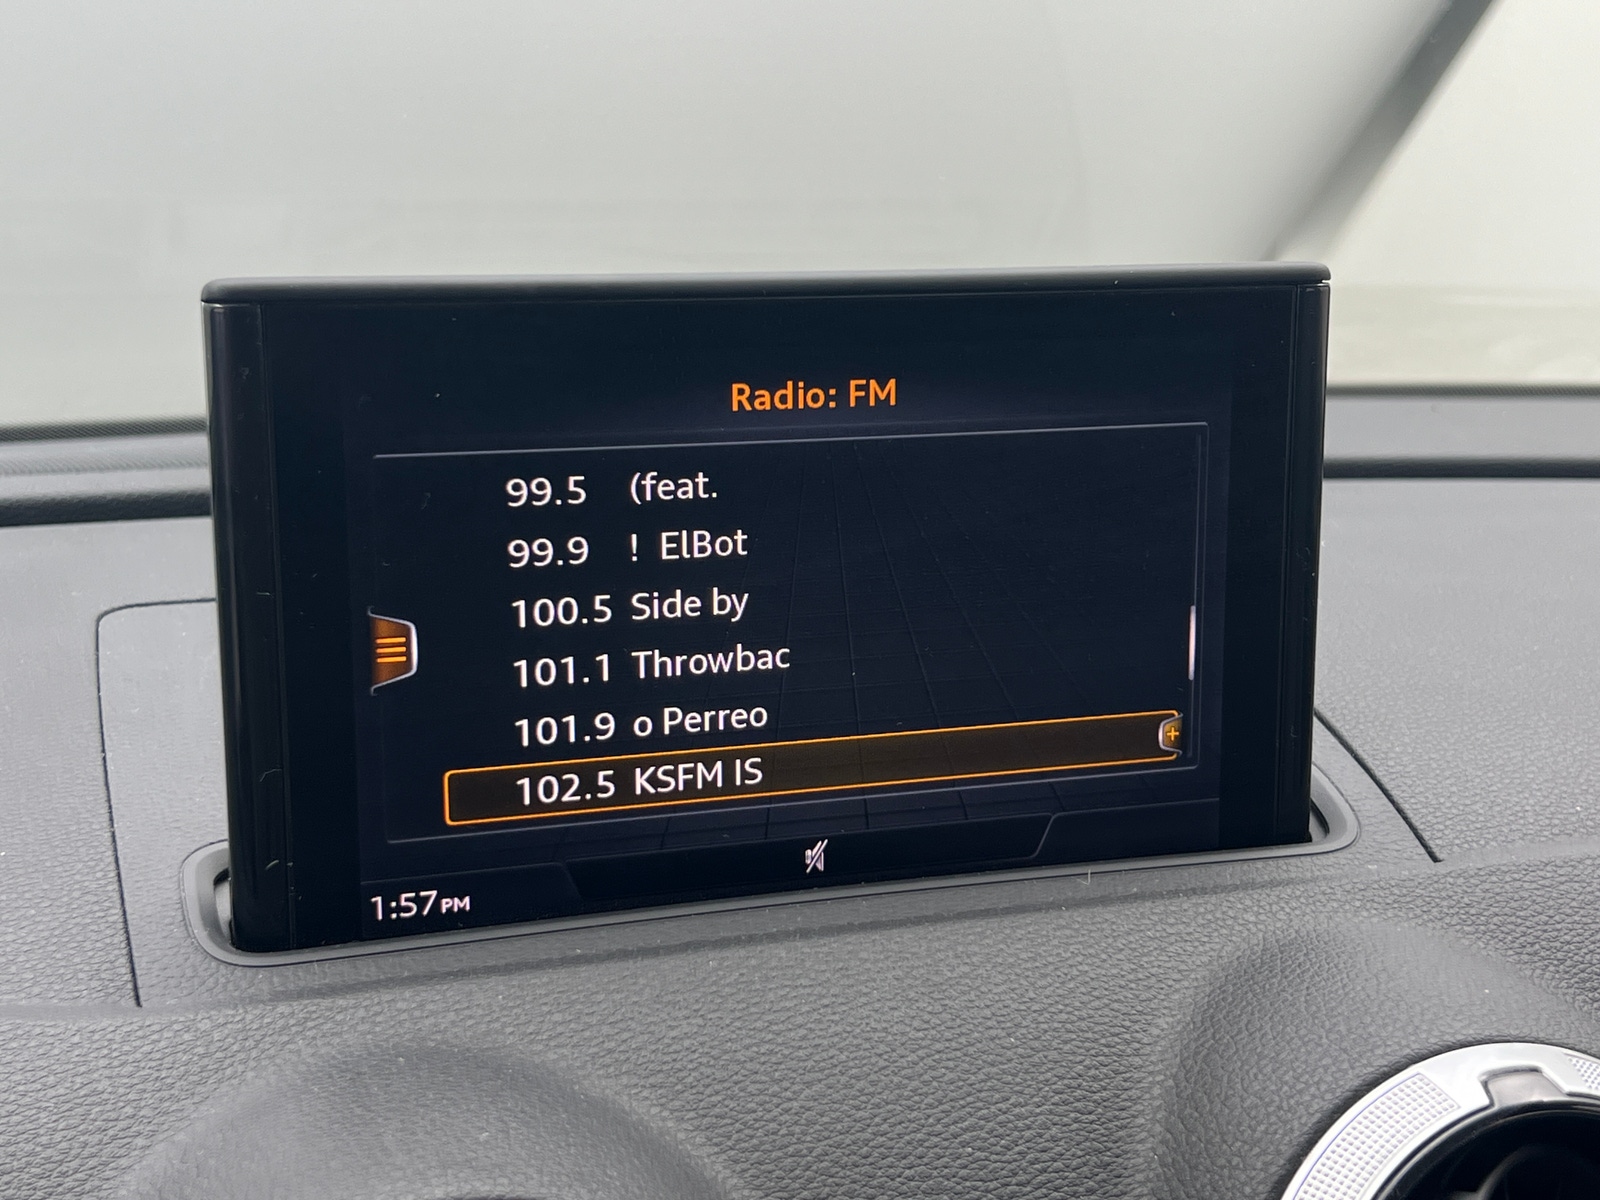 Radio: FM
99.5 (feat.
99.9 ! ElBot
100.5 Side by
101.1 Throwbac
101.9 o Perreo
102.5 KSFM IS
1:57PM